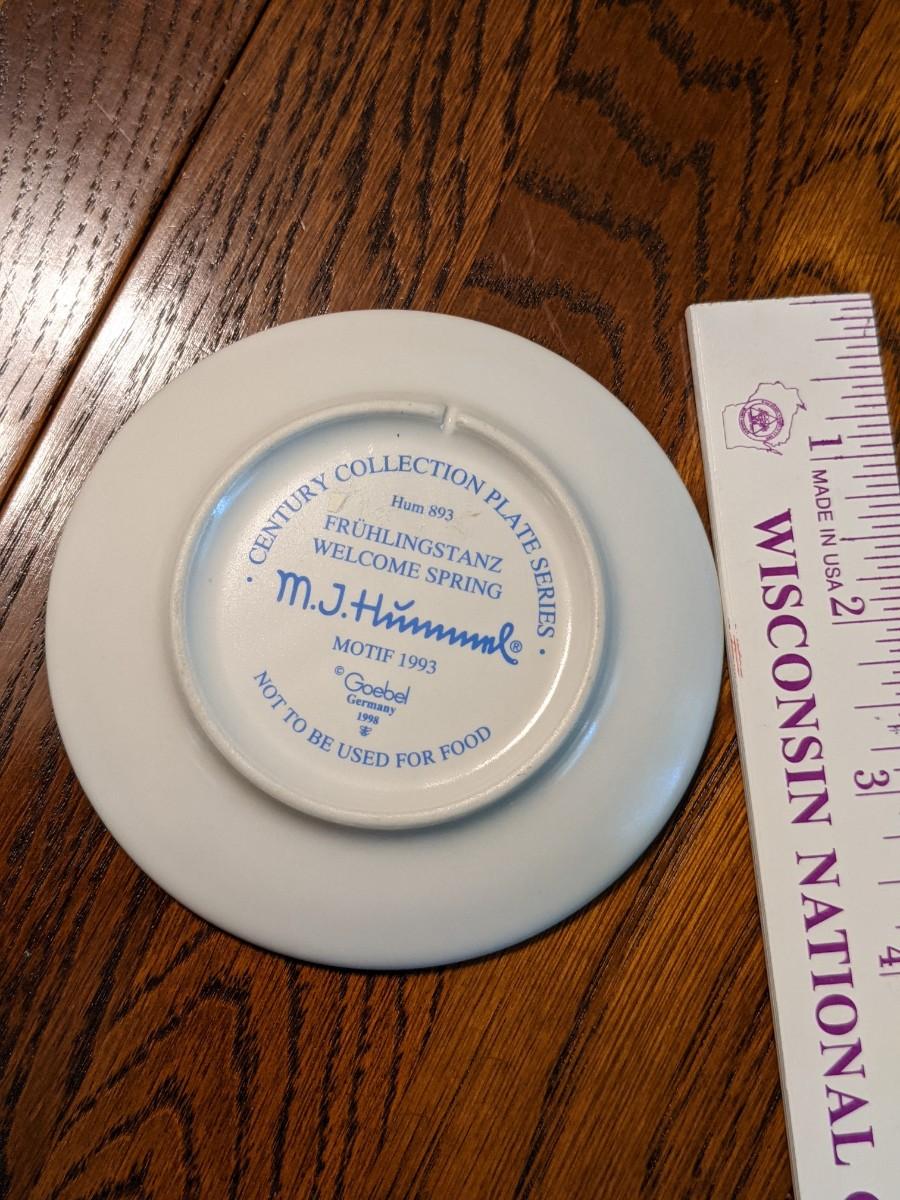 · CENTURY COLLECTION PLATE SERIES ·
Hum 893
FRÜHLINGSTANZ
WELCOME SPRING
M.J.Hummel®
MOTIF 1993
© Goebel
Germany
1998
NOT TO BE USED FOR FOOD
1
MADE IN USA
2
3
4
WISCONSIN NATIONAL